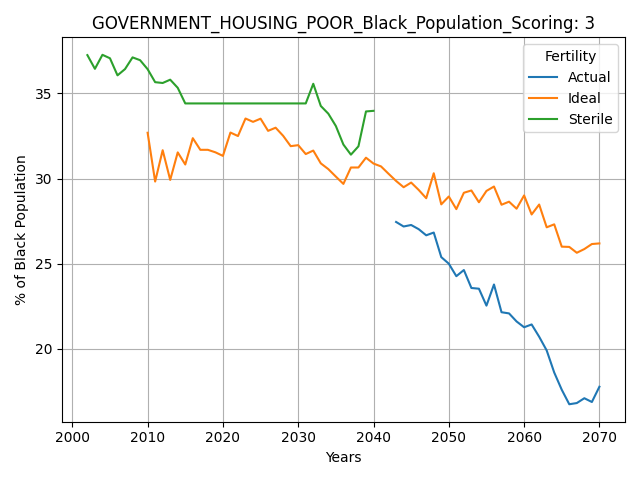 GOVERNMENT_HOUSING_POOR_Black_Population_Scoring: 3
Fertility
Actual
Ideal
Sterile
% of Black Population
35
30
25
20
2000 2010 2020 2030 2040 2050 2060 2070
Years